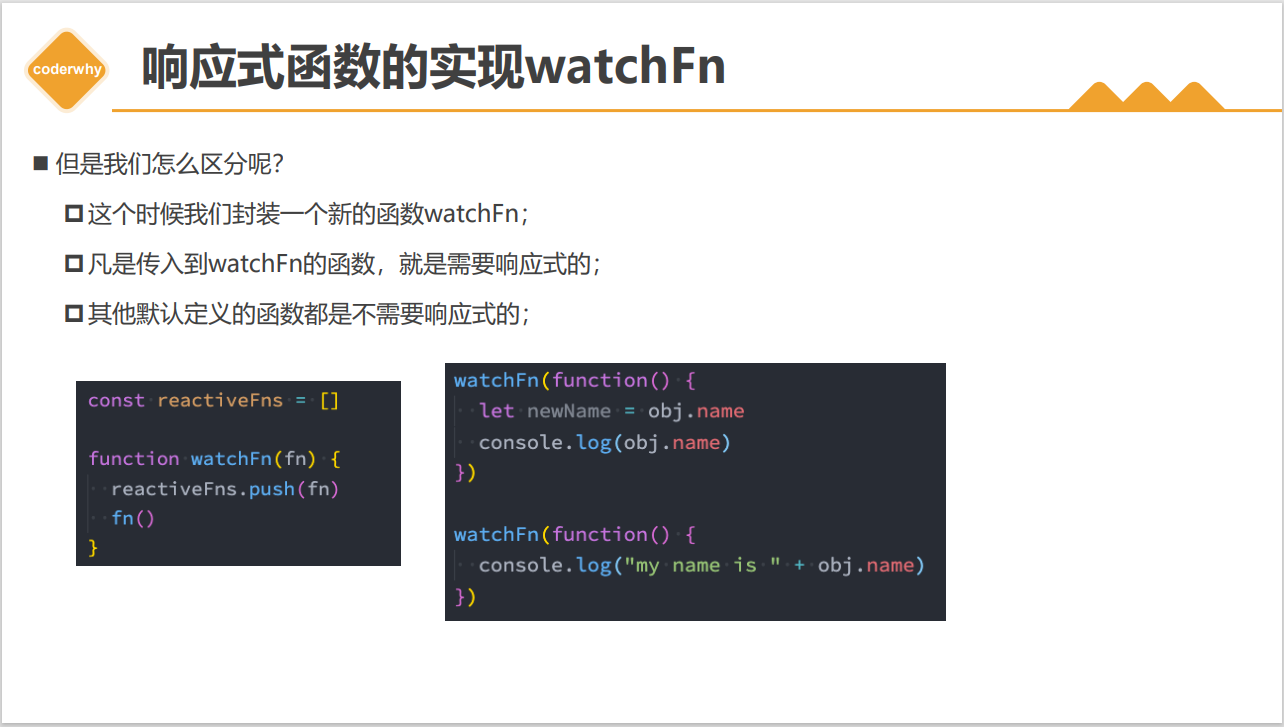 coderwhy
响应式函数的实现watchFn
但是我们怎么区分呢？
这个时候我们封装一个新的函数watchFn；
凡是传入到watchFn的函数，就是需要响应式的；
其他默认定义的函数都是不需要响应式的；
const reactiveFns = []
function watchFn(fn) {
reactiveFns.push(fn)
fn()
}
watchFn(function() {
let newName = obj.name
console.log(obj.name)
})
watchFn(function() {
console.log("my name is " + obj.name)
})